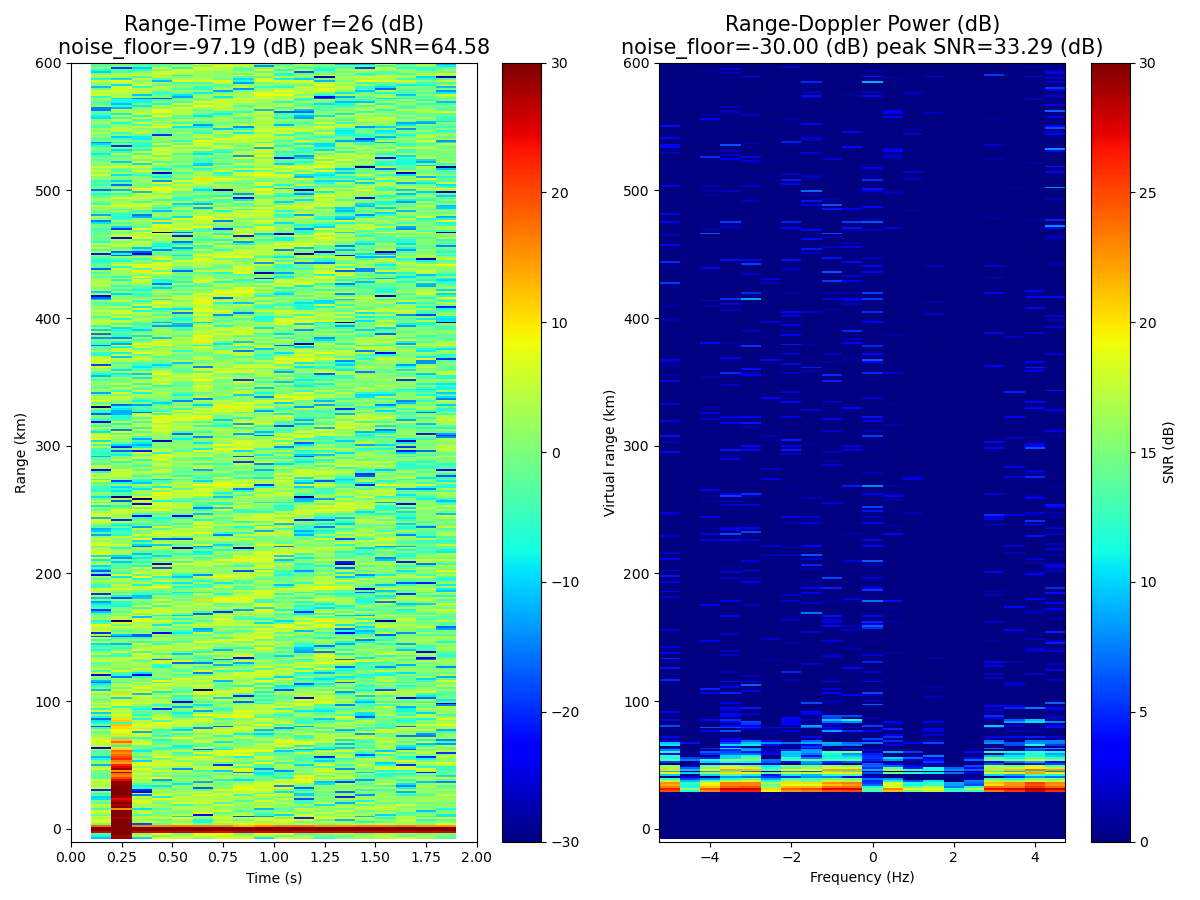 Range-Time Power f=26 (dB)
noise_floor=-97.19 (dB) peak SNR=64.58
Range (km)
600
500
400
300
200
100
0
0.00 0.25 0.50 0.75 1.00 1.25 1.50 1.75 2.00
Time (s)
30
20
10
0
−10
−20
−30
Range-Doppler Power (dB)
noise_floor=-30.00 (dB) peak SNR=33.29 (dB)
Virtual range (km)
600
500
400
300
200
100
0
−4 −2 0 2 4
Frequency (Hz)
30
25
20
15
10
5
0
SNR (dB)